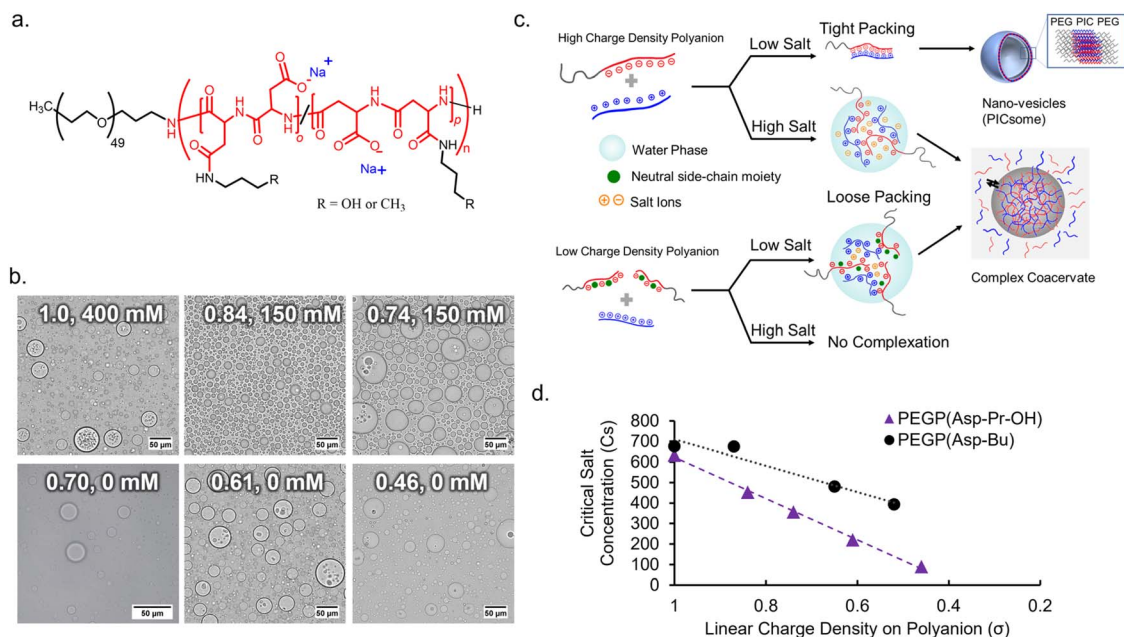 a.
H₃C
O
49
N
H
O
H
N
O
O
N
H
O⁻
Na⁺
o
HN
O
R
O
H
N
O
N
H
p
H
n
O
O⁻
Na⁺
O
NH
R
R = OH or CH₃
b.
1.0, 400 mM
50 µm
0.84, 150 mM
50 µm
0.74, 150 mM
50 µm
0.70, 0 mM
50 µm
0.61, 0 mM
50 µm
0.46, 0 mM
50 µm
c.
High Charge Density Polyanion
Low Salt
High Salt
Tight Packing
PEG PIC PEG
Nano-vesicles
(PICsome)
Water Phase
Neutral side-chain moiety
Salt Ions
Loose Packing
Low Charge Density Polyanion
Low Salt
High Salt
No Complexation
Complex Coacervate
d.
Critical Salt
Concentration (Cs)
800
700
600
500
400
300
200
100
0
1
0.8
0.6
0.4
0.2
Linear Charge Density on Polyanion (σ)
PEGP(Asp-Pr-OH)
PEGP(Asp-Bu)